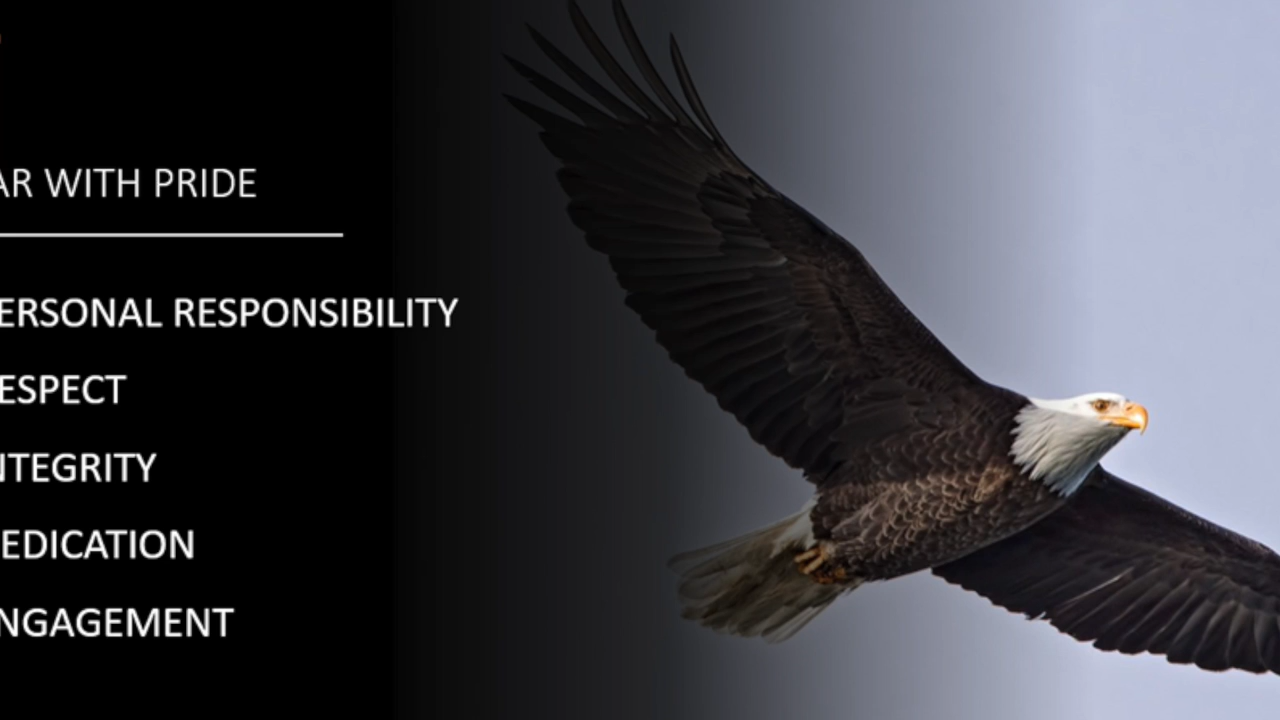 AR WITH PRIDE
ERSONAL RESPONSIBILITY
ESPECT
NTEGRITY
EDICATION
NGAGEMENT